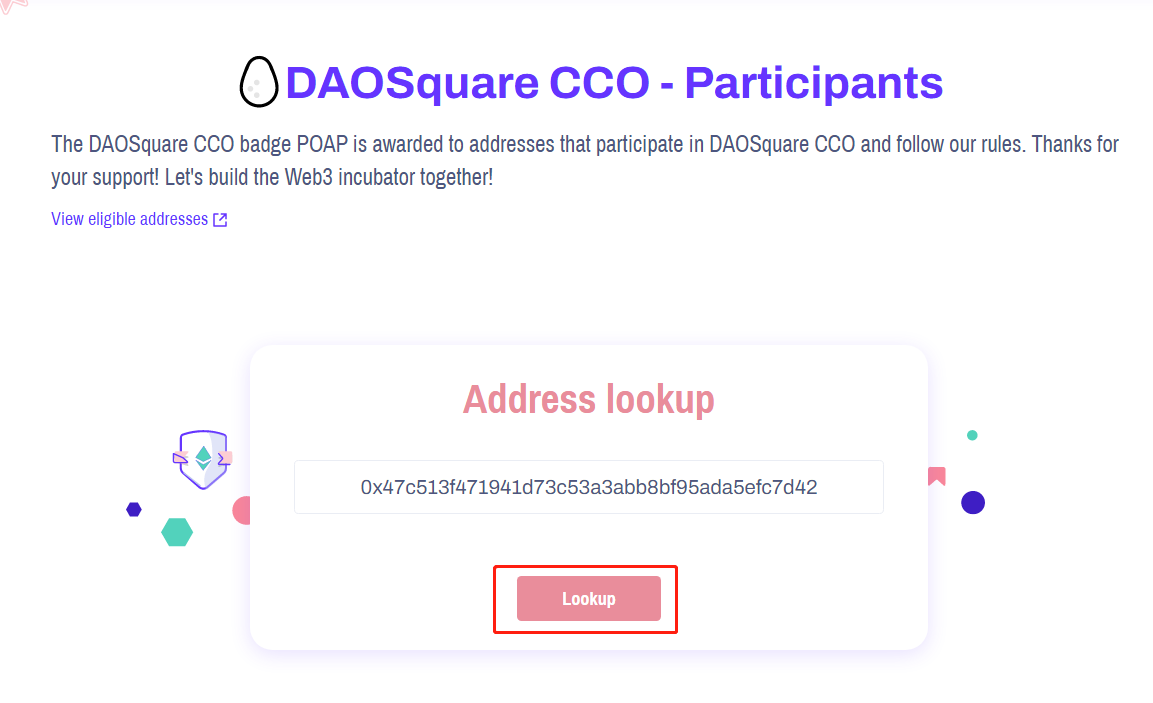 DAOSquare CCO - Participants
The DAOSquare CCO badge POAP is awarded to addresses that participate in DAOSquare CCO and follow our rules. Thanks for
your support! Let's build the Web3 incubator together!
View eligible addresses
Address lookup
0x47c513f471941d73c53a3abb8bf95ada5efc7d42
Lookup